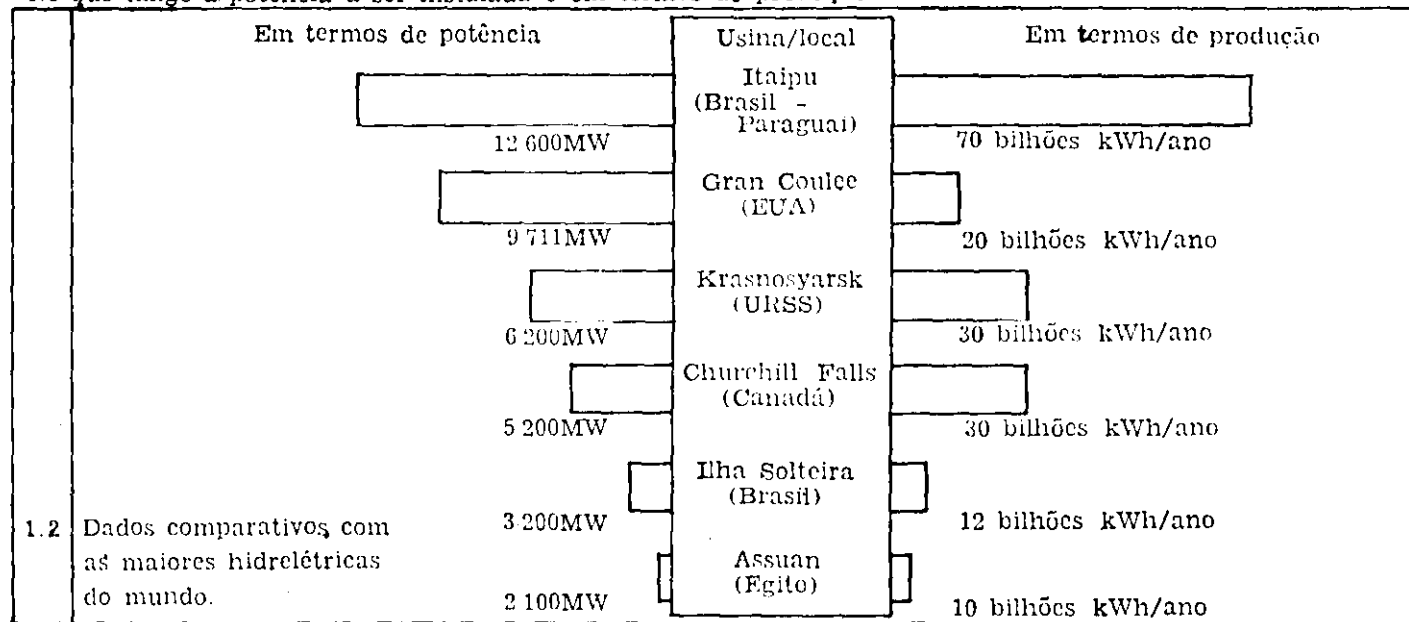 Em termos de potência
Usina/local
Em termos de produção
Itaipu
(Brasil -
Paraguai)
12 600MW
70 bilhões kWh/ano
Gran Coulee
(EUA)
9 711MW
20 bilhões kWh/ano
Krasnosyarsk
(URSS)
6 200MW
30 bilhões kWh/ano
Churchill Falls
(Canadá)
5 200MW
30 bilhões kWh/ano
Ilha Solteira
(Brasil)
3 200MW
12 bilhões kWh/ano
Assuan
(Egito)
2 100MW
10 bilhões kWh/ano
1.2 Dados comparativos com
as maiores hidrelétricas
do mundo.